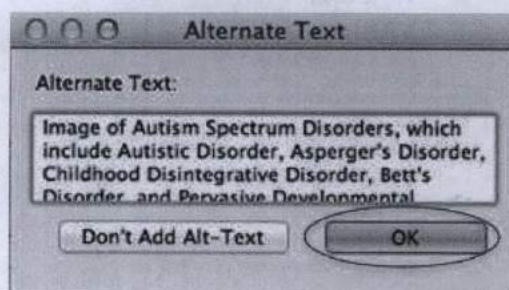 Alternate Text
Alternate Text:
Image of Autism Spectrum Disorders, which
include Autistic Disorder, Asperger's Disorder,
Childhood Disintegrative Disorder, Bett's
Disorder, and Pervasive Developmental
Don't Add Alt-Text
OK